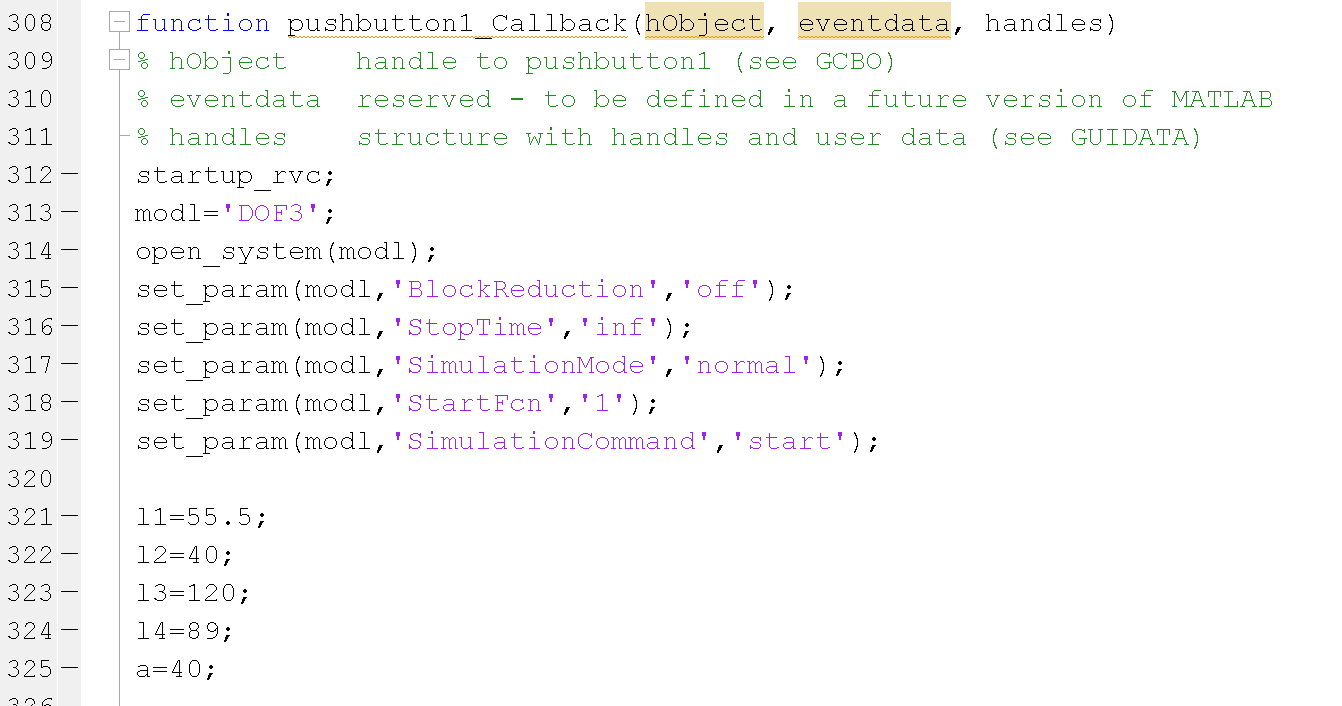 308 function pushbutton1_Callback(hObject, eventdata, handles)
309 % hObject    handle to pushbutton1 (see GCBO)
310 % eventdata  reserved - to be defined in a future version of MATLAB
311 % handles    structure with handles and user data (see GUIDATA)
312 startup_rvc;
313 modl='DOF3';
314 open_system(modl);
315 set_param(modl,'BlockReduction','off');
316 set_param(modl,'StopTime','inf');
317 set_param(modl,'SimulationMode','normal');
318 set_param(modl,'StartFcn','1');
319 set_param(modl,'SimulationCommand','start');
320
321 l1=55.5;
322 l2=40;
323 l3=120;
324 l4=89;
325 a=40;
326